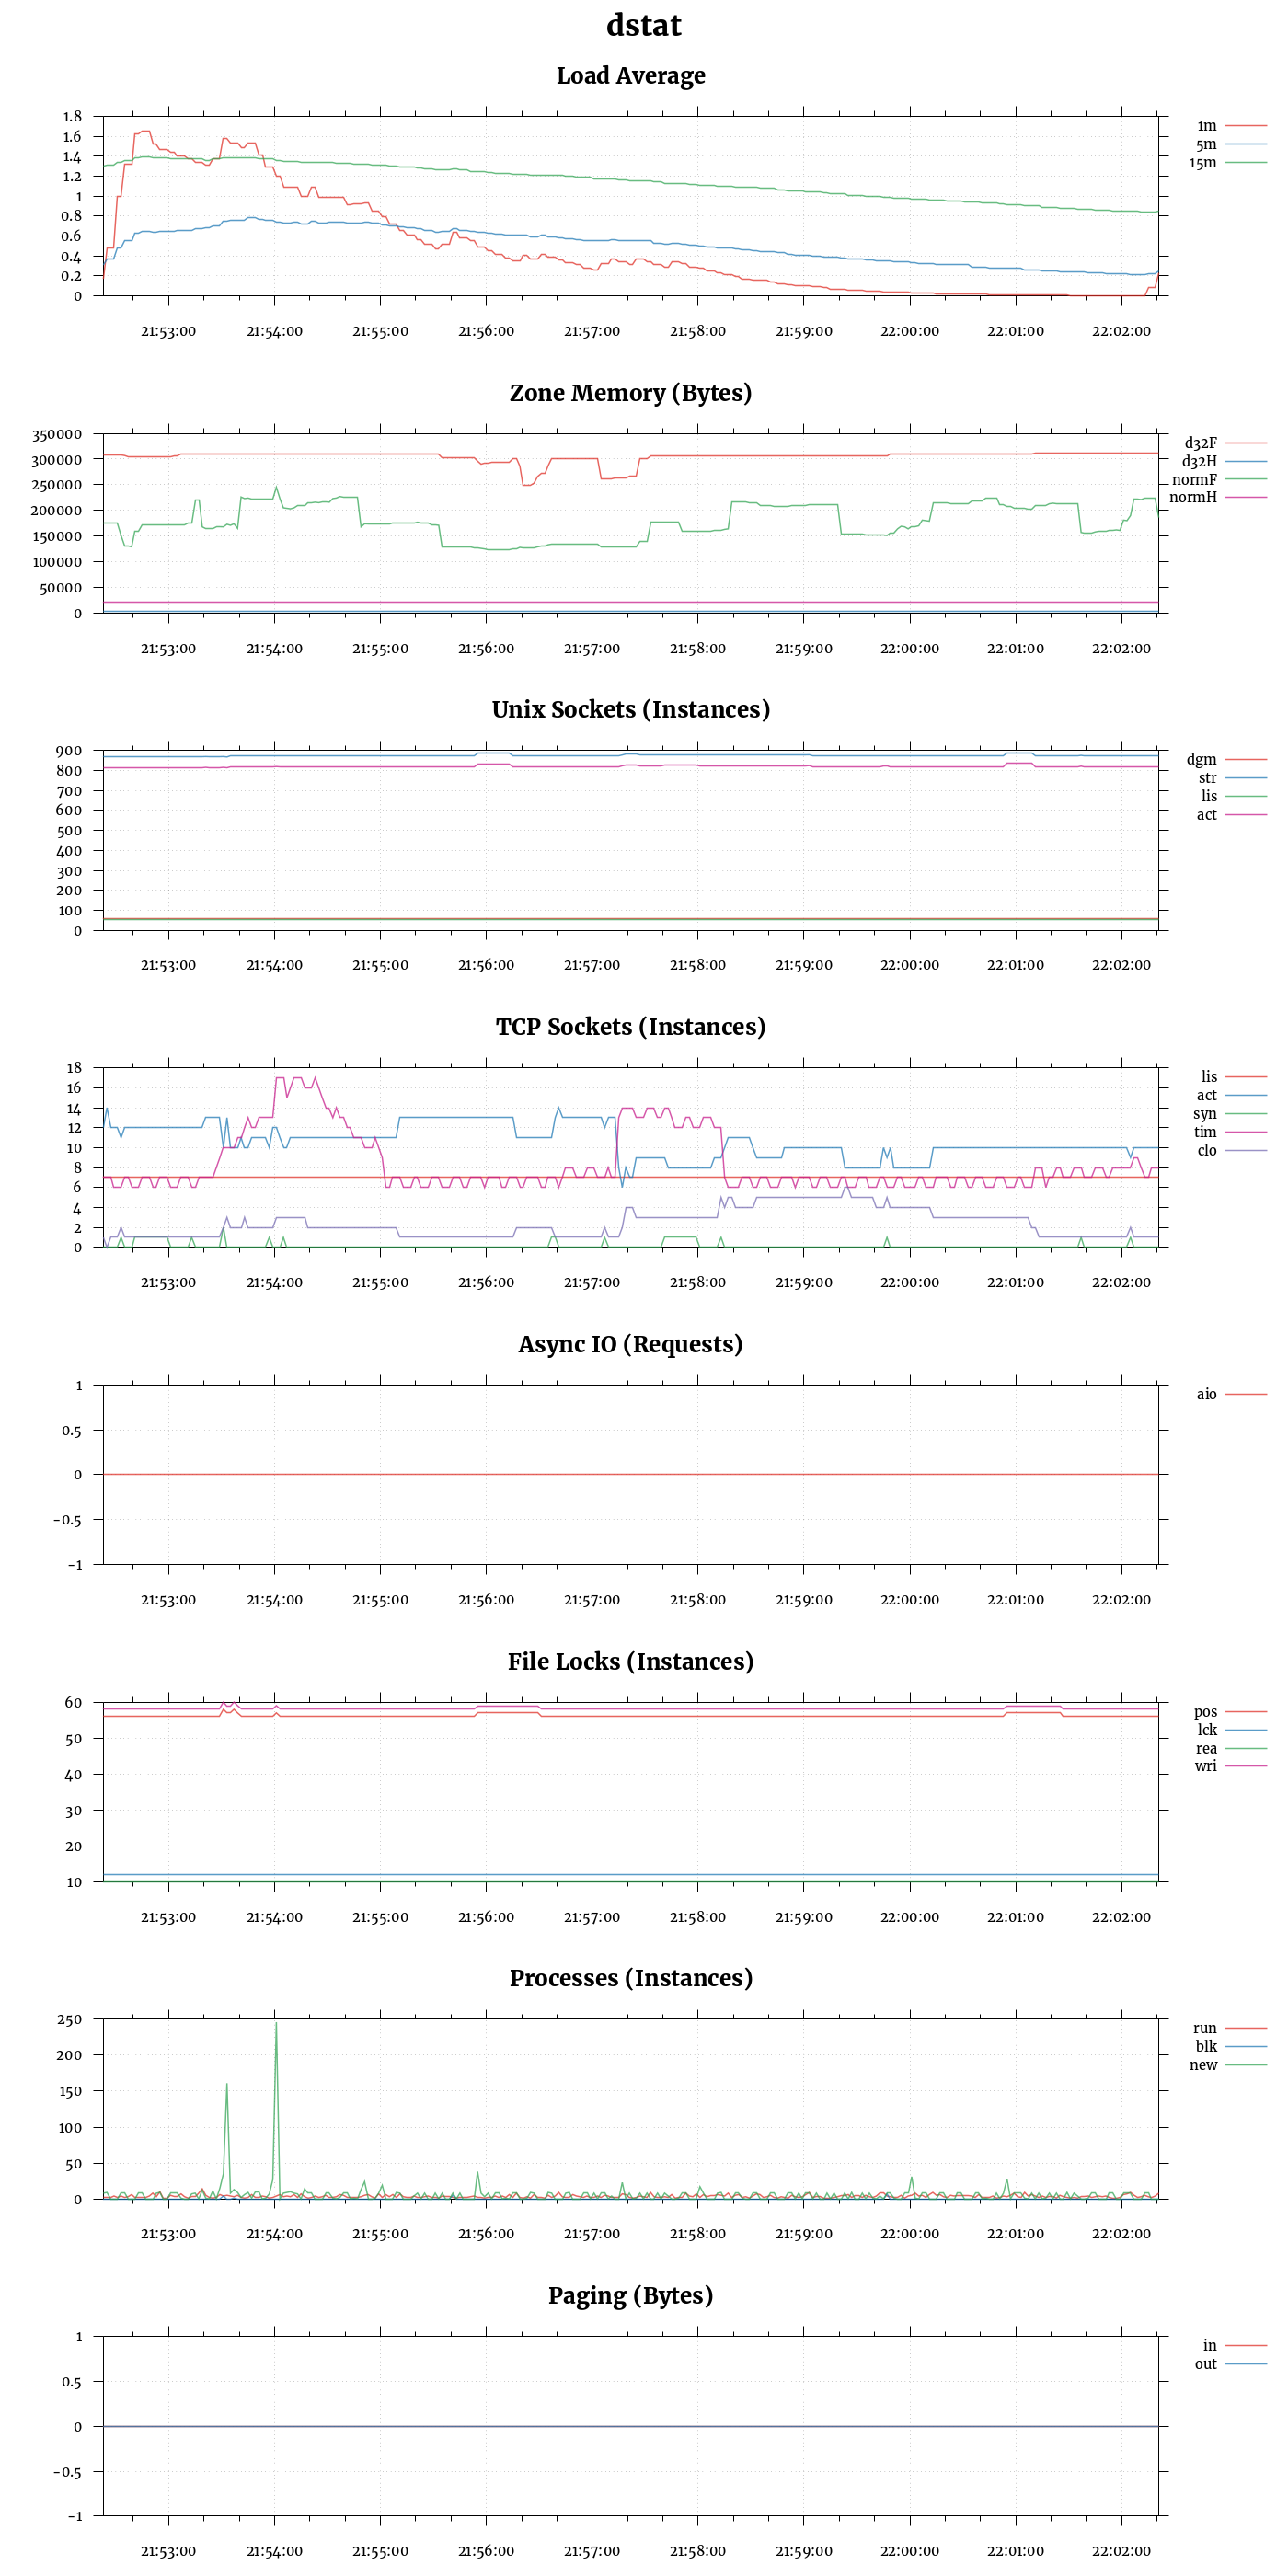 dstat
Load Average
1.8
1.6
1.4
1.2
1
0.8
0.6
0.4
0.2
0
1m
5m
15m
21:53:00 21:54:00 21:55:00 21:56:00 21:57:00 21:58:00 21:59:00 22:00:00 22:01:00 22:02:00
Zone Memory (Bytes)
350000
300000
250000
200000
150000
100000
50000
0
d32F
d32H
normF
normH
21:53:00 21:54:00 21:55:00 21:56:00 21:57:00 21:58:00 21:59:00 22:00:00 22:01:00 22:02:00
Unix Sockets (Instances)
900
800
700
600
500
400
300
200
100
0
dgm
str
lis
act
21:53:00 21:54:00 21:55:00 21:56:00 21:57:00 21:58:00 21:59:00 22:00:00 22:01:00 22:02:00
TCP Sockets (Instances)
18
16
14
12
10
8
6
4
2
0
lis
act
syn
tim
clo
21:53:00 21:54:00 21:55:00 21:56:00 21:57:00 21:58:00 21:59:00 22:00:00 22:01:00 22:02:00
Async IO (Requests)
1
0.5
0
-0.5
-1
aio
21:53:00 21:54:00 21:55:00 21:56:00 21:57:00 21:58:00 21:59:00 22:00:00 22:01:00 22:02:00
File Locks (Instances)
60
50
40
30
20
10
pos
lck
rea
wri
21:53:00 21:54:00 21:55:00 21:56:00 21:57:00 21:58:00 21:59:00 22:00:00 22:01:00 22:02:00
Processes (Instances)
250
200
150
100
50
0
run
blk
new
21:53:00 21:54:00 21:55:00 21:56:00 21:57:00 21:58:00 21:59:00 22:00:00 22:01:00 22:02:00
Paging (Bytes)
1
0.5
0
-0.5
-1
in
out
21:53:00 21:54:00 21:55:00 21:56:00 21:57:00 21:58:00 21:59:00 22:00:00 22:01:00 22:02:00